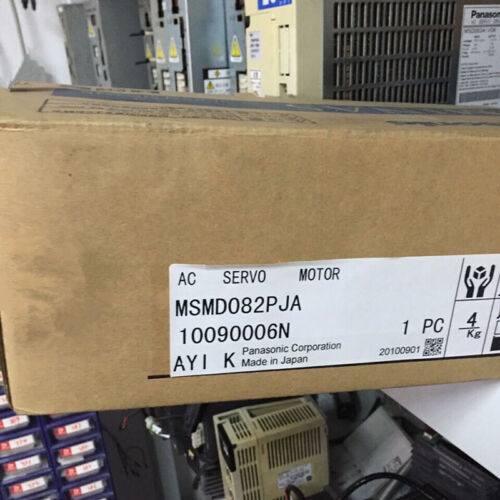 Panasonic
AC SERVO MOTOR
MSMD082PJA
10090006N
1 PC
4 Kg
AYI K
Panasonic Corporation
Made in Japan
20100901